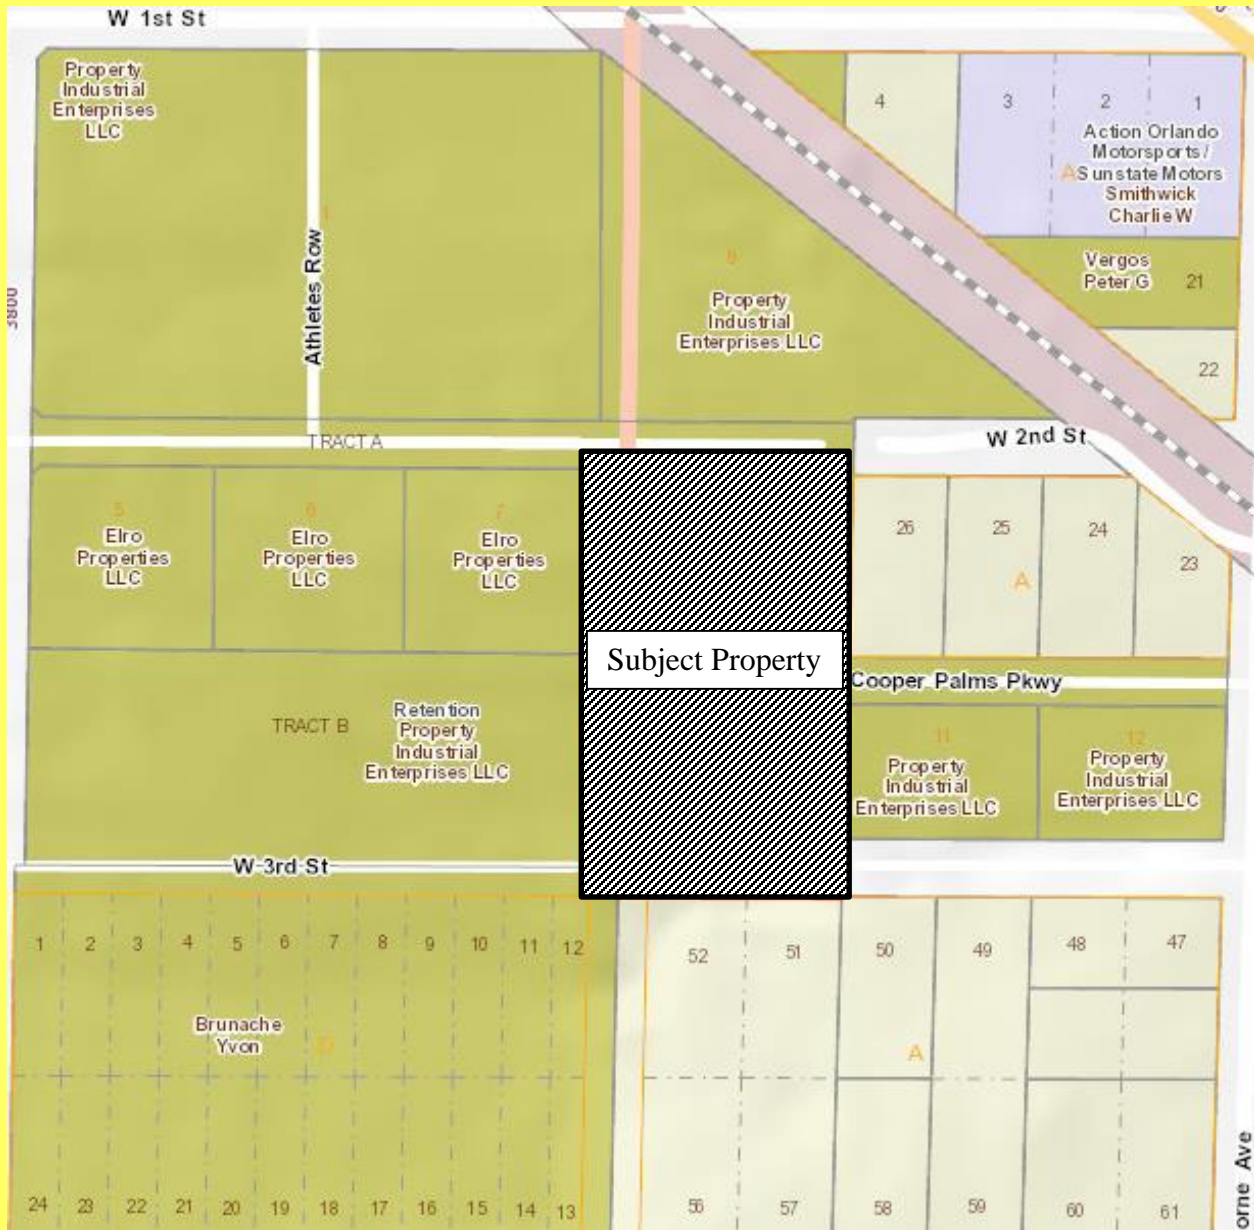 W 1st St
Property
Industrial
Enterprises
LLC
Athletes Row
3800
1
9
Property
Industrial
Enterprises LLC
4
3
2
1
Action Orlando
Motorsports /
Sunstate Motors
Smithwick
Charlie W
A
Vergos
Peter G
21
22
TRACT A
W 2nd St
5
Elro
Properties
LLC
6
Elro
Properties
LLC
7
Elro
Properties
LLC
26
25
24
23
A
Subject Property
Cooper Palms Pkwy
TRACT B
Retention
Property
Industrial
Enterprises LLC
11
Property
Industrial
Enterprises LLC
12
Property
Industrial
Enterprises LLC
W 3rd St
1
2
3
4
5
6
7
8
9
10
11
12
52
51
50
49
48
47
Brunache
Yvon
A
24
23
22
21
20
19
18
17
16
15
14
13
56
57
58
59
60
61
orne Ave